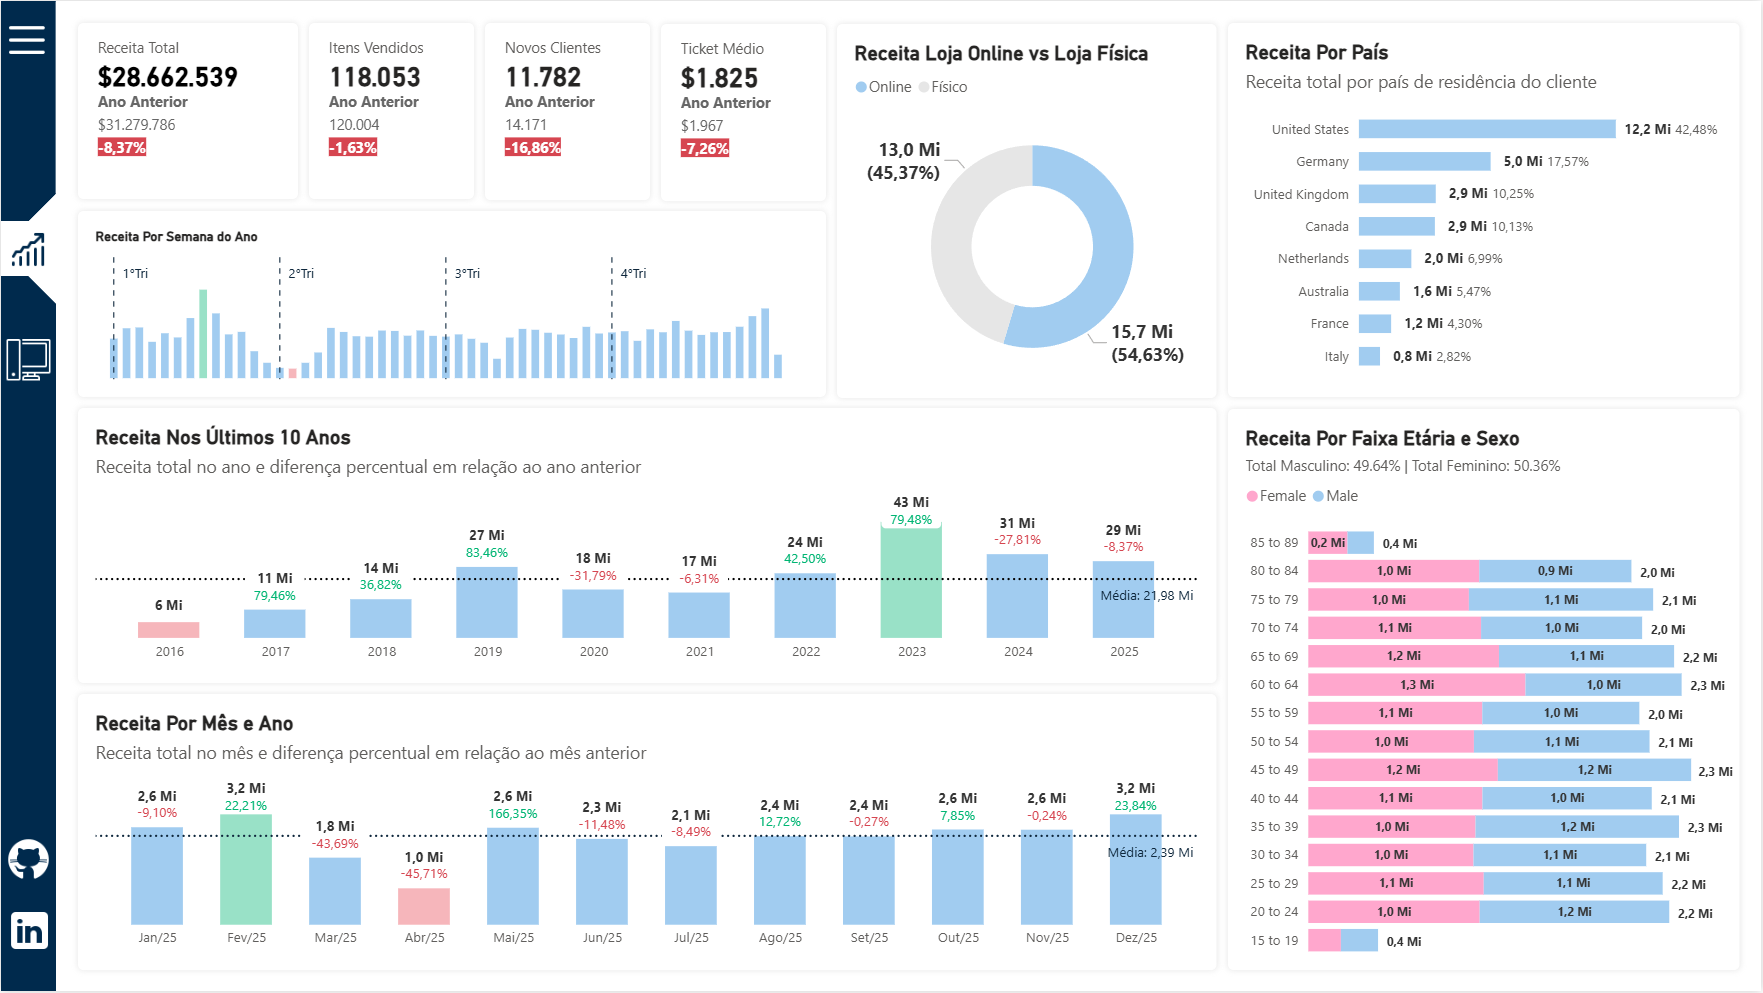 Receita Total
$28.662.539
Ano Anterior
$31.279.786
-8,37%
Itens Vendidos
118.053
Ano Anterior
120.004
-1,63%
Novos Clientes
11.782
Ano Anterior
14.171
-16,86%
Ticket Médio
$1.825
Ano Anterior
$1.967
-7,26%
Receita Por Semana do Ano
1°Tri
2°Tri
3°Tri
4°Tri
Receita Loja Online vs Loja Física
Online Físico
13,0 Mi
(45,37%)
15,7 Mi
(54,63%)
Receita Por País
Receita total por país de residência do cliente
United States 12,2 Mi 42,48%
Germany 5,0 Mi 17,57%
United Kingdom 2,9 Mi 10,25%
Canada 2,9 Mi 10,13%
Netherlands 2,0 Mi 6,99%
Australia 1,6 Mi 5,47%
France 1,2 Mi 4,30%
Italy 0,8 Mi 2,82%
Receita Nos Últimos 10 Anos
Receita total no ano e diferença percentual em relação ao ano anterior
6 Mi
11 Mi
79,46%
14 Mi
36,82%
27 Mi
83,46%
18 Mi
-31,79%
17 Mi
-6,31%
24 Mi
42,50%
43 Mi
79,48%
31 Mi
-27,81%
29 Mi
-8,37%
Média: 21,98 Mi
2016 2017 2018 2019 2020 2021 2022 2023 2024 2025
Receita Por Mês e Ano
Receita total no mês e diferença percentual em relação ao mês anterior
2,6 Mi
-9,10%
3,2 Mi
22,21%
1,8 Mi
-43,69%
1,0 Mi
-45,71%
2,6 Mi
166,35%
2,3 Mi
-11,48%
2,1 Mi
-8,49%
2,4 Mi
12,72%
2,4 Mi
-0,27%
2,6 Mi
7,85%
2,6 Mi
-0,24%
3,2 Mi
23,84%
Média: 2,39 Mi
Jan/25 Fev/25 Mar/25 Abr/25 Mai/25 Jun/25 Jul/25 Ago/25 Set/25 Out/25 Nov/25 Dez/25
Receita Por Faixa Etária e Sexo
Total Masculino: 49.64% | Total Feminino: 50.36%
Female Male
85 to 89 0,2 Mi 0,4 Mi
80 to 84 1,0 Mi 0,9 Mi 2,0 Mi
75 to 79 1,0 Mi 1,1 Mi 2,1 Mi
70 to 74 1,1 Mi 1,0 Mi 2,0 Mi
65 to 69 1,2 Mi 1,1 Mi 2,2 Mi
60 to 64 1,3 Mi 1,0 Mi 2,3 Mi
55 to 59 1,1 Mi 1,0 Mi 2,0 Mi
50 to 54 1,0 Mi 1,1 Mi 2,1 Mi
45 to 49 1,2 Mi 1,2 Mi 2,3 Mi
40 to 44 1,1 Mi 1,0 Mi 2,1 Mi
35 to 39 1,0 Mi 1,2 Mi 2,3 Mi
30 to 34 1,0 Mi 1,1 Mi 2,1 Mi
25 to 29 1,1 Mi 1,1 Mi 2,2 Mi
20 to 24 1,0 Mi 1,2 Mi 2,2 Mi
15 to 19 0,4 Mi
in